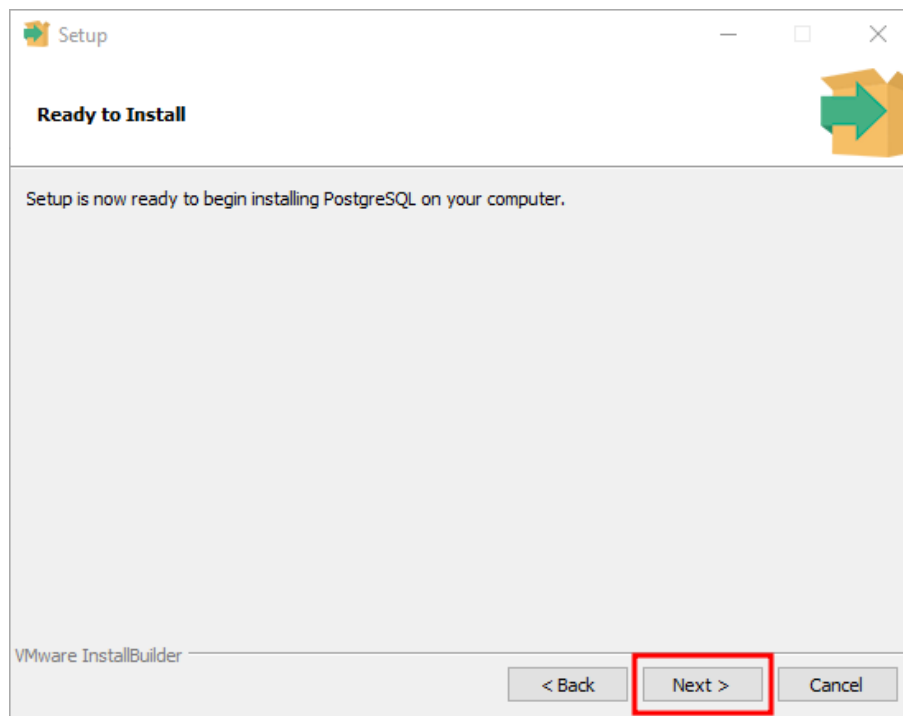 Setup
Ready to Install
Setup is now ready to begin installing PostgreSQL on your computer.
VMware InstallBuilder
< Back
Next >
Cancel